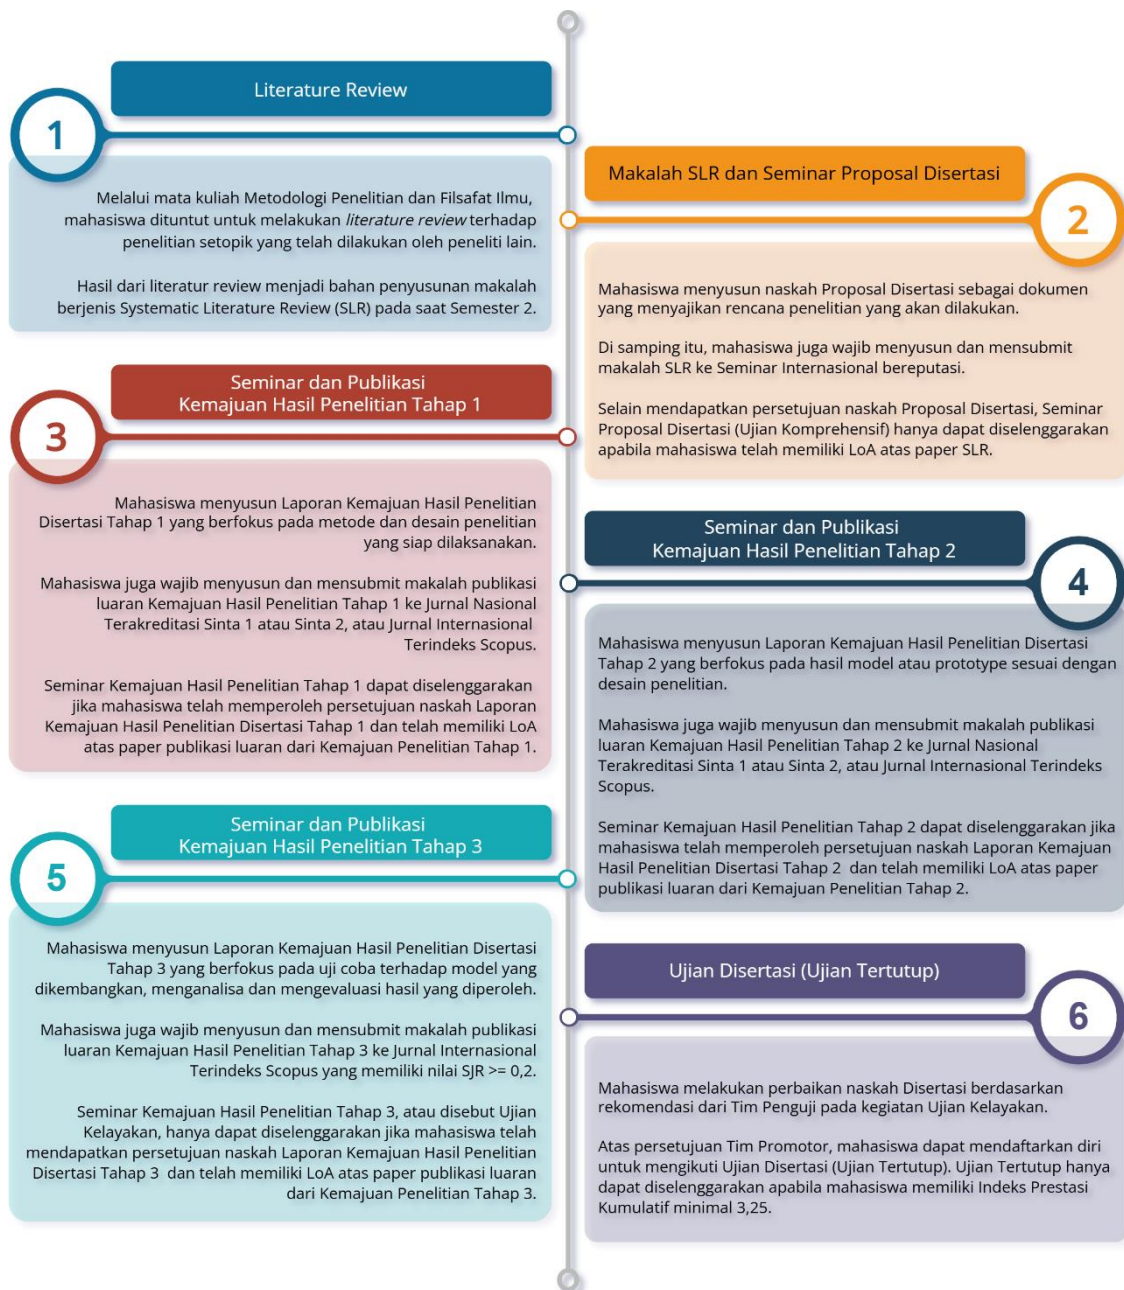 Literature Review
1
Melalui mata kuliah Metodologi Penelitian dan Filsafat Ilmu,
mahasiswa dituntut untuk melakukan literature review terhadap
penelitian setopik yang telah dilakukan oleh peneliti lain.
Hasil dari literatur review menjadi bahan penyusunan makalah
berjenis Systematic Literature Review (SLR) pada saat Semester 2.
Makalah SLR dan Seminar Proposal Disertasi
2
Mahasiswa menyusun naskah Proposal Disertasi sebagai dokumen
yang menyajikan rencana penelitian yang akan dilakukan.
Di samping itu, mahasiswa juga wajib menyusun dan mensubmit
makalah SLR ke Seminar Internasional bereputasi.
Selain mendapatkan persetujuan naskah Proposal Disertasi, Seminar
Proposal Disertasi (Ujian Komprehensif) hanya dapat diselenggarakan
apabila mahasiswa telah memiliki LoA atas paper SLR.
Seminar dan Publikasi
Kemajuan Hasil Penelitian Tahap 1
3
Mahasiswa menyusun Laporan Kemajuan Hasil Penelitian
Disertasi Tahap 1 yang berfokus pada metode dan desain penelitian
yang siap dilaksanakan.
Mahasiswa juga wajib menyusun dan mensubmit makalah publikasi
luaran Kemajuan Hasil Penelitian Tahap 1 ke Jurnal Nasional
Terakreditasi Sinta 1 atau Sinta 2, atau Jurnal Internasional
Terindeks Scopus.
Seminar Kemajuan Hasil Penelitian Tahap 1 dapat diselenggarakan
jika mahasiswa telah memperoleh persetujuan naskah Laporan
Kemajuan Hasil Penelitian Disertasi Tahap 1 dan telah memiliki LoA
atas paper publikasi luaran dari Kemajuan Penelitian Tahap 1.
Seminar dan Publikasi
Kemajuan Hasil Penelitian Tahap 2
4
Mahasiswa menyusun Laporan Kemajuan Hasil Penelitian Disertasi
Tahap 2 yang berfokus pada hasil model atau prototype sesuai dengan
desain penelitian.
Mahasiswa juga wajib menyusun dan mensubmit makalah publikasi
luaran Kemajuan Hasil Penelitian Tahap 2 ke Jurnal Nasional
Terakreditasi Sinta 1 atau Sinta 2, atau Jurnal Internasional Terindeks
Scopus.
Seminar Kemajuan Hasil Penelitian Tahap 2 dapat diselenggarakan jika
mahasiswa telah memperoleh persetujuan naskah Laporan Kemajuan
Hasil Penelitian Disertasi Tahap 2 dan telah memiliki LoA atas paper
publikasi luaran dari Kemajuan Penelitian Tahap 2.
Seminar dan Publikasi
Kemajuan Hasil Penelitian Tahap 3
5
Mahasiswa menyusun Laporan Kemajuan Hasil Penelitian Disertasi
Tahap 3 yang berfokus pada uji coba terhadap model yang
dikembangkan, menganalisa dan mengevaluasi hasil yang diperoleh.
Mahasiswa juga wajib menyusun dan mensubmit makalah publikasi
luaran Kemajuan Hasil Penelitian Tahap 3 ke Jurnal Internasional
Terindeks Scopus yang memiliki nilai SJR >= 0,2.
Seminar Kemajuan Hasil Penelitian Tahap 3, atau disebut Ujian
Kelayakan, hanya dapat diselenggarakan jika mahasiswa telah
mendapatkan persetujuan naskah Laporan Kemajuan Hasil Penelitian
Disertasi Tahap 3 dan telah memiliki LoA atas paper publikasi luaran
dari Kemajuan Penelitian Tahap 3.
Ujian Disertasi (Ujian Tertutup)
6
Mahasiswa melakukan perbaikan naskah Disertasi berdasarkan
rekomendasi dari Tim Penguji pada kegiatan Ujian Kelayakan.
Atas persetujuan Tim Promotor, mahasiswa dapat mendaftarkan diri
untuk mengikuti Ujian Disertasi (Ujian Tertutup). Ujian Tertutup hanya
dapat diselenggarakan apabila mahasiswa memiliki Indeks Prestasi
Kumulatif minimal 3,25.